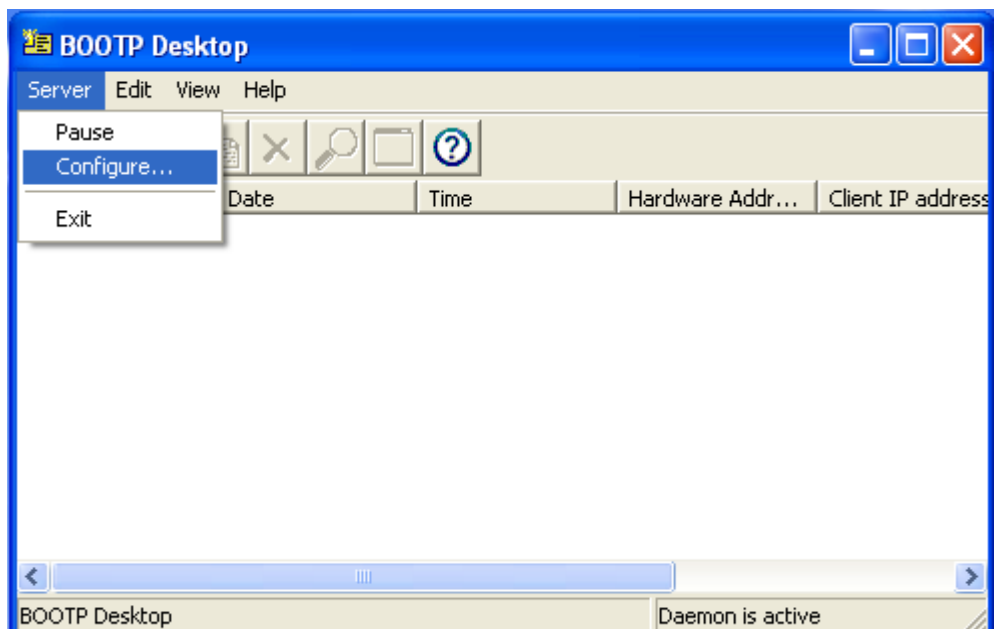 BOOTP Desktop
Server Edit View Help
Pause
Configure...
Exit
Date Time Hardware Addr... Client IP address
BOOTP Desktop Daemon is active